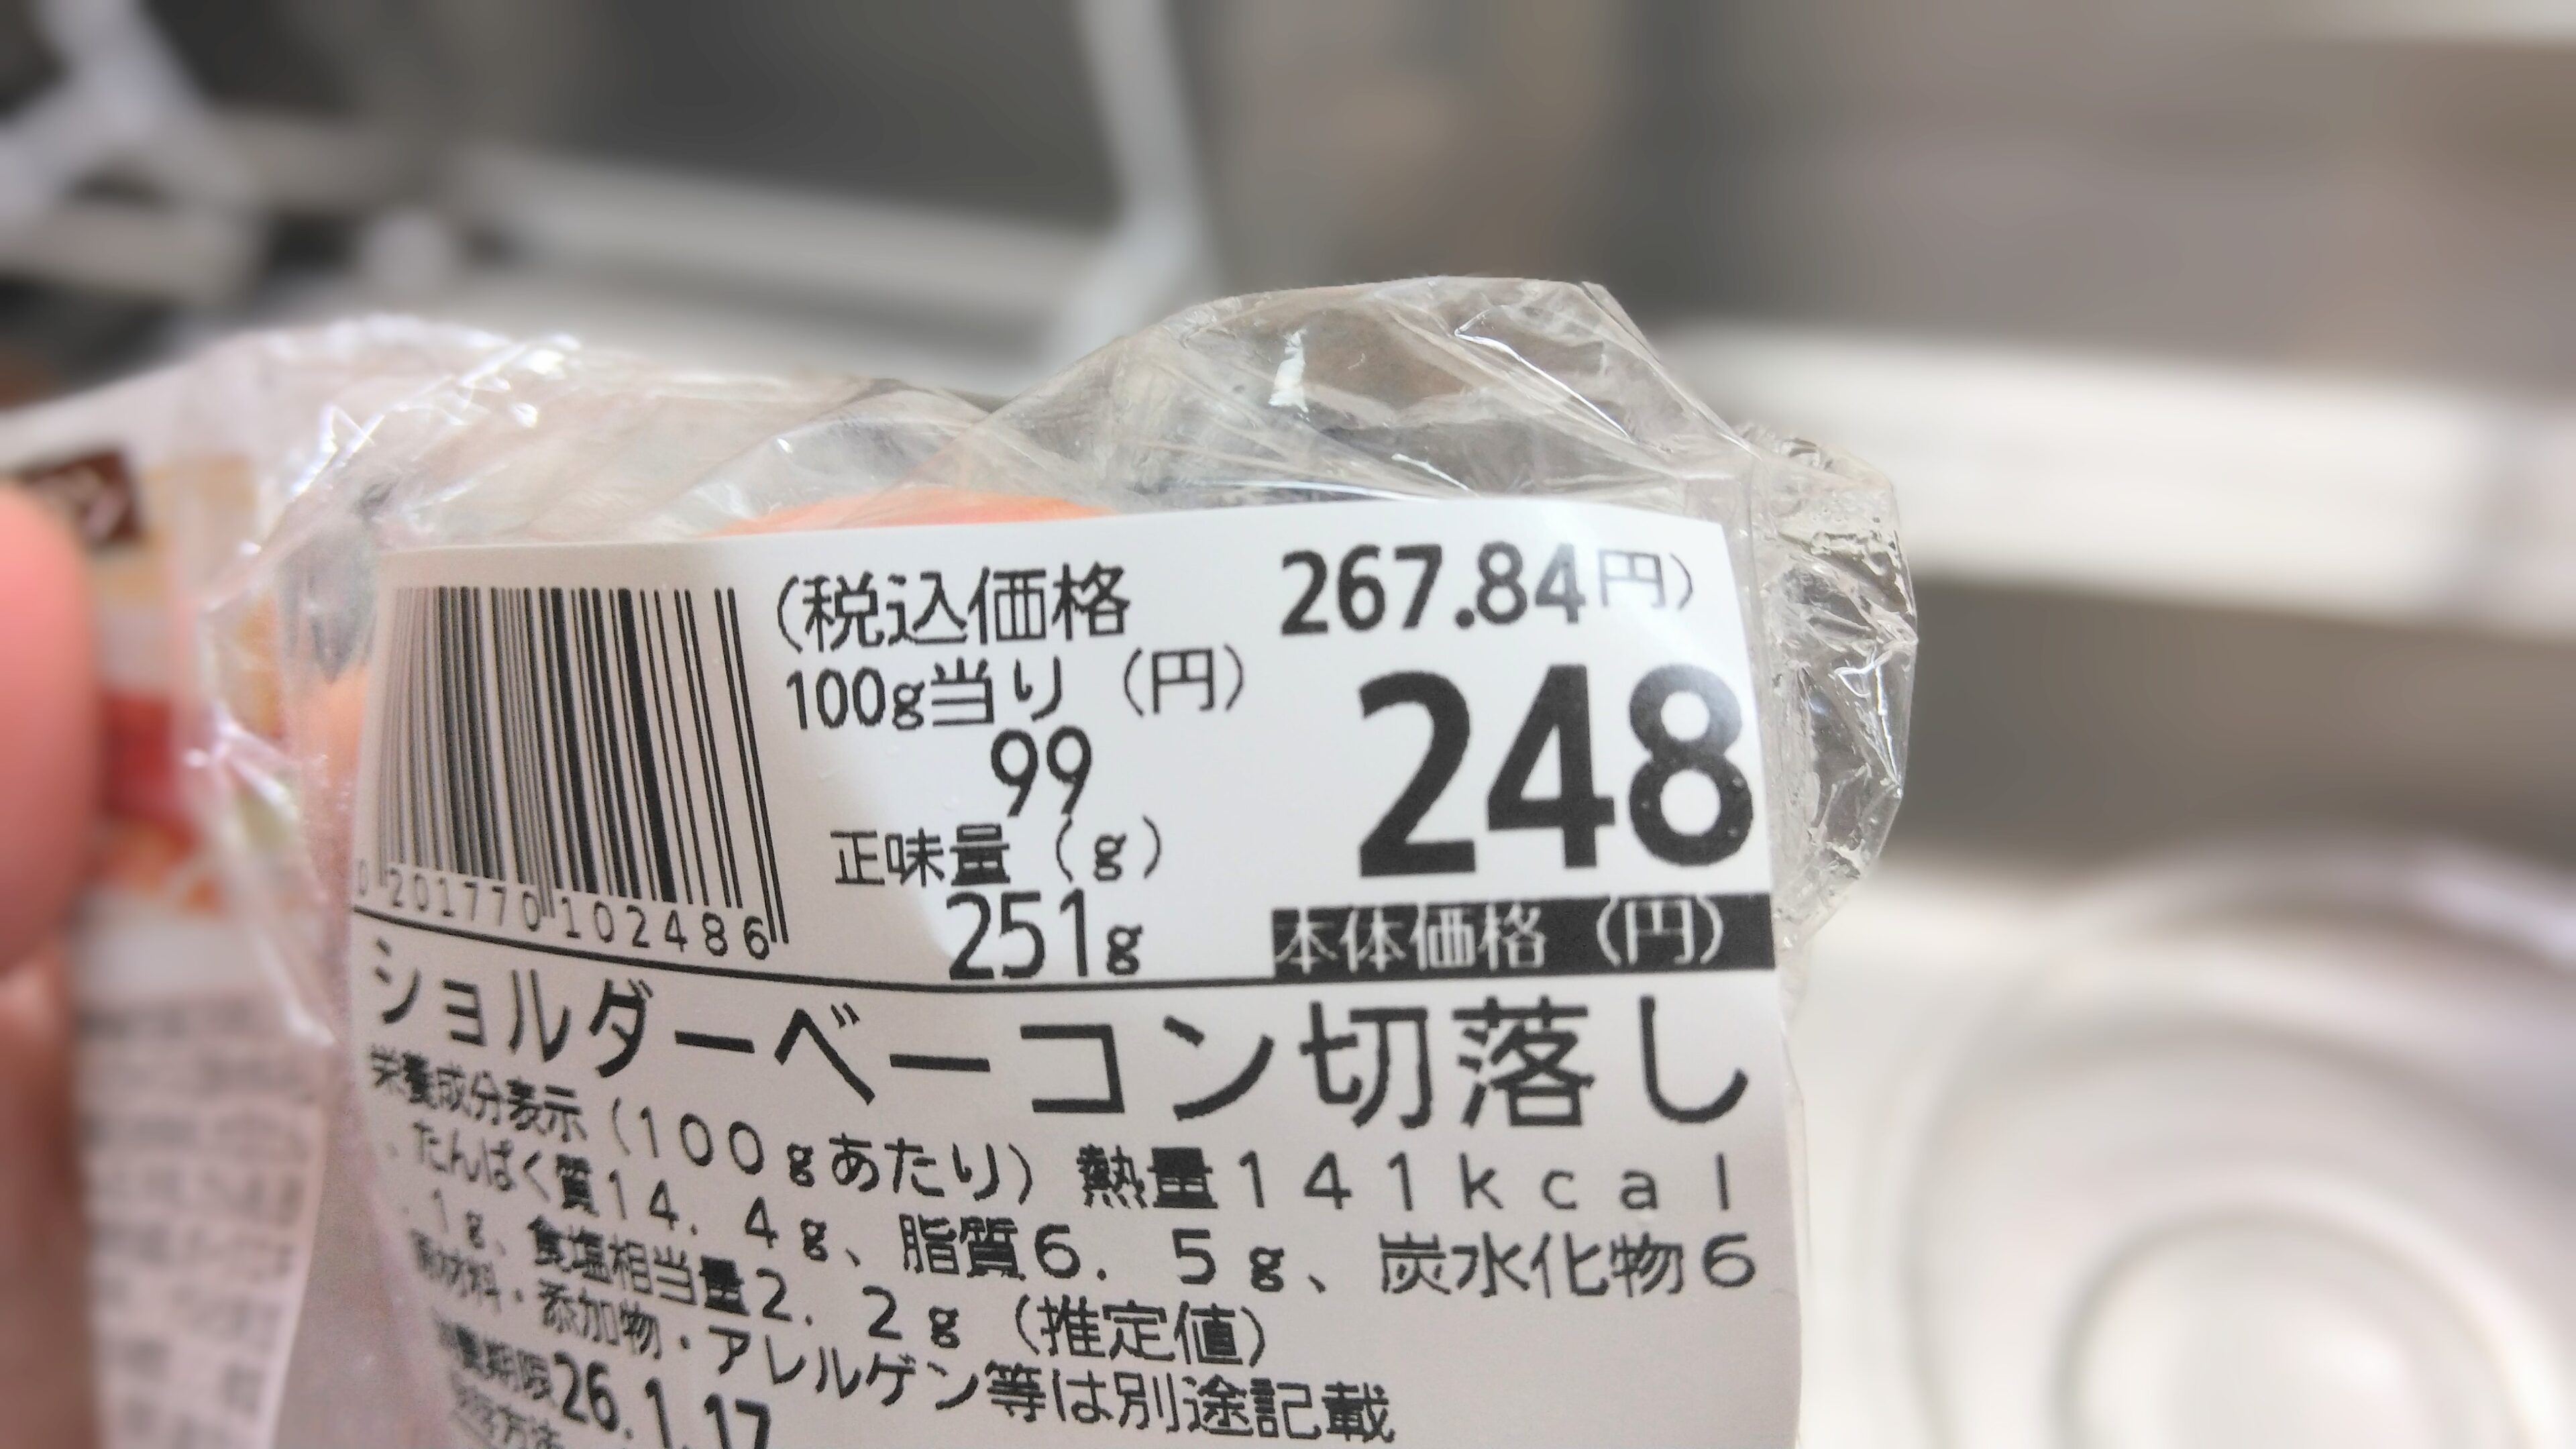 (税込価格 267.84円)
100g当り (円)
99
248
正味量 (g)
251g
本体価格 (円)
0 201770 102486
ショルダーベーコン切落し
栄養成分表示(100gあたり) 熱量141kcal
、たんぱく質14.4g、脂質6.5g、炭水化物6
.1g、食塩相当量2.2g (推定値)
原材料・添加物・アレルゲン等は別途記載
26.1.17